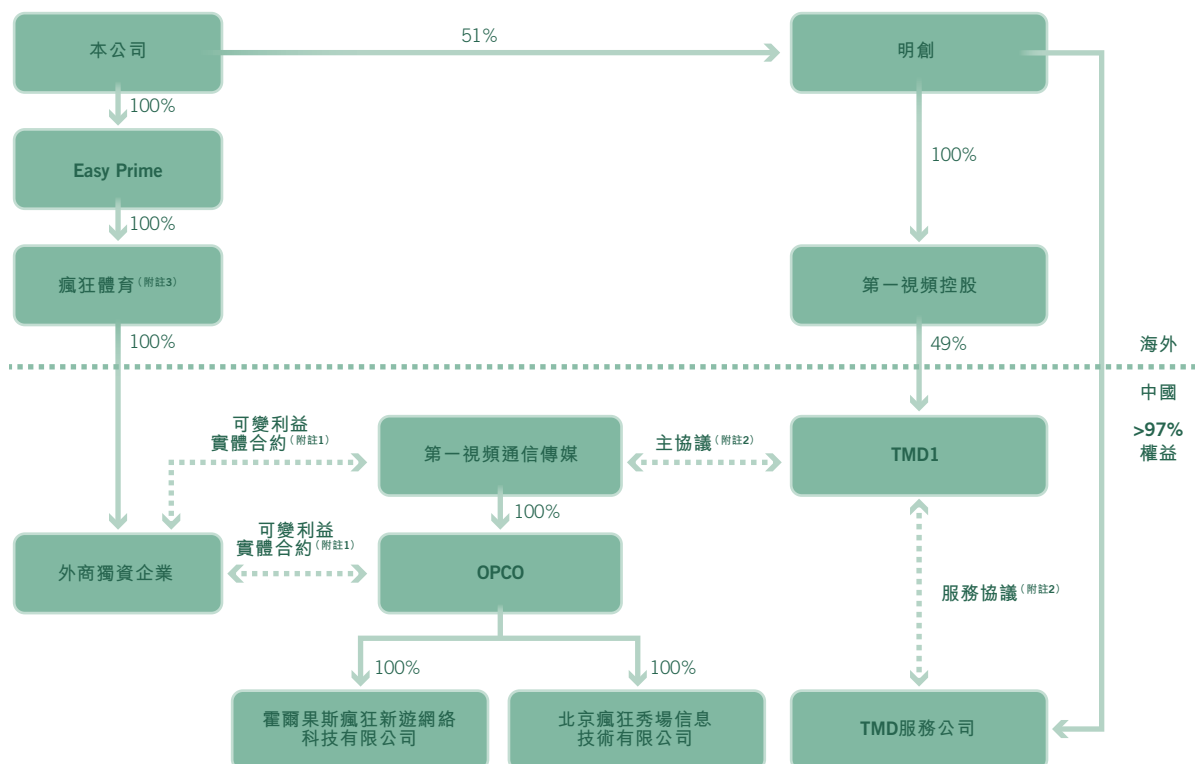 本公司
51%
明創
100%
Easy Prime
100%
100%
瘋狂體育(附註3)
第一視頻控股
100%
49%
海外
中國
>97%
權益
可變利益
實體合約(附註1)
第一視頻通信傳媒
主協議(附註2)
TMD1
100%
可變利益
實體合約(附註1)
外商獨資企業
OPCO
服務協議(附註2)
100%
100%
霍爾果斯瘋狂新遊網絡
科技有限公司
北京瘋狂秀場信息
技術有限公司
TMD服務公司